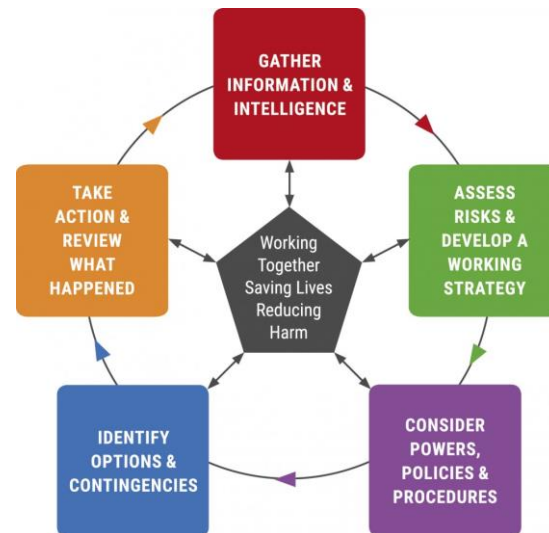 GATHER
INFORMATION &
INTELLIGENCE
ASSESS
RISKS &
DEVELOP A
WORKING
STRATEGY
CONSIDER
POWERS,
POLICIES &
PROCEDURES
IDENTIFY
OPTIONS &
CONTINGENCIES
TAKE
ACTION &
REVIEW
WHAT
HAPPENED
Working
Together
Saving Lives
Reducing
Harm